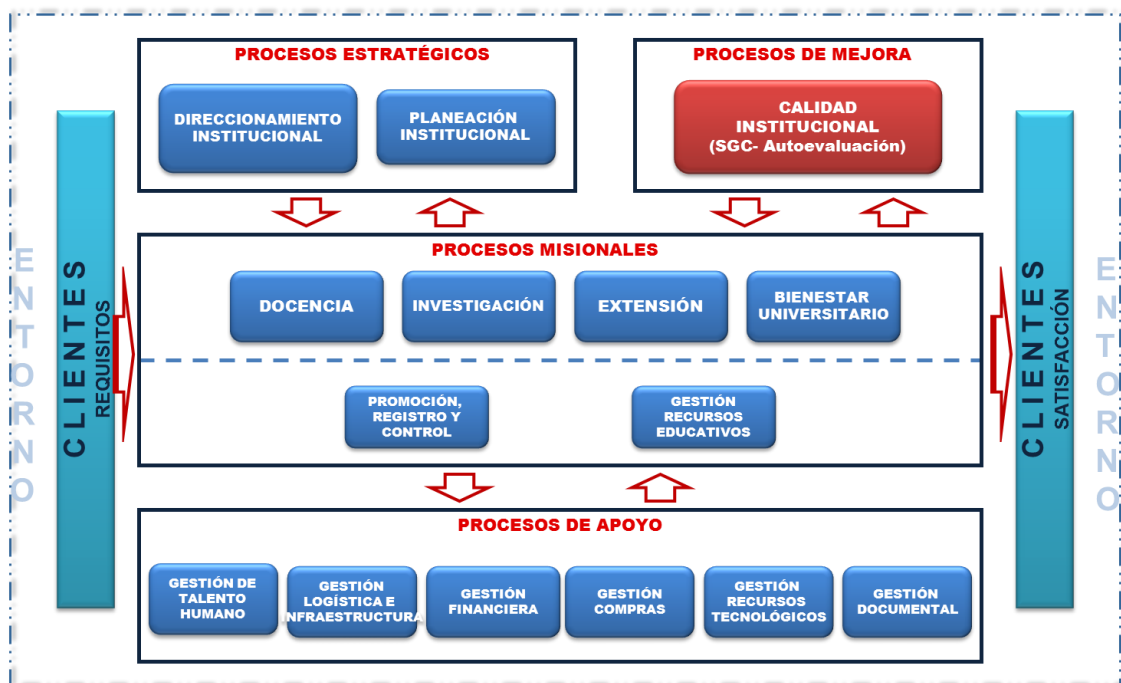 PROCESOS ESTRATÉGICOS
DIRECCIONAMIENTO
INSTITUCIONAL
PLANEACIÓN
INSTITUCIONAL
PROCESOS DE MEJORA
CALIDAD
INSTITUCIONAL
(SGC- Autoevaluación)
ENTORNO
CLIENTES
REQUISITOS
PROCESOS MISIONALES
DOCENCIA
INVESTIGACIÓN
EXTENSIÓN
BIENESTAR
UNIVERSITARIO
PROMOCIÓN,
REGISTRO Y
CONTROL
GESTIÓN
RECURSOS
EDUCATIVOS
CLIENTES
SATISFACCIÓN
ENTORNO
PROCESOS DE APOYO
GESTIÓN DE
TALENTO
HUMANO
GESTIÓN
LOGÍSTICA E
INFRAESTRUCTURA
GESTIÓN
FINANCIERA
GESTIÓN
COMPRAS
GESTIÓN
RECURSOS
TECNOLÓGICOS
GESTIÓN
DOCUMENTAL